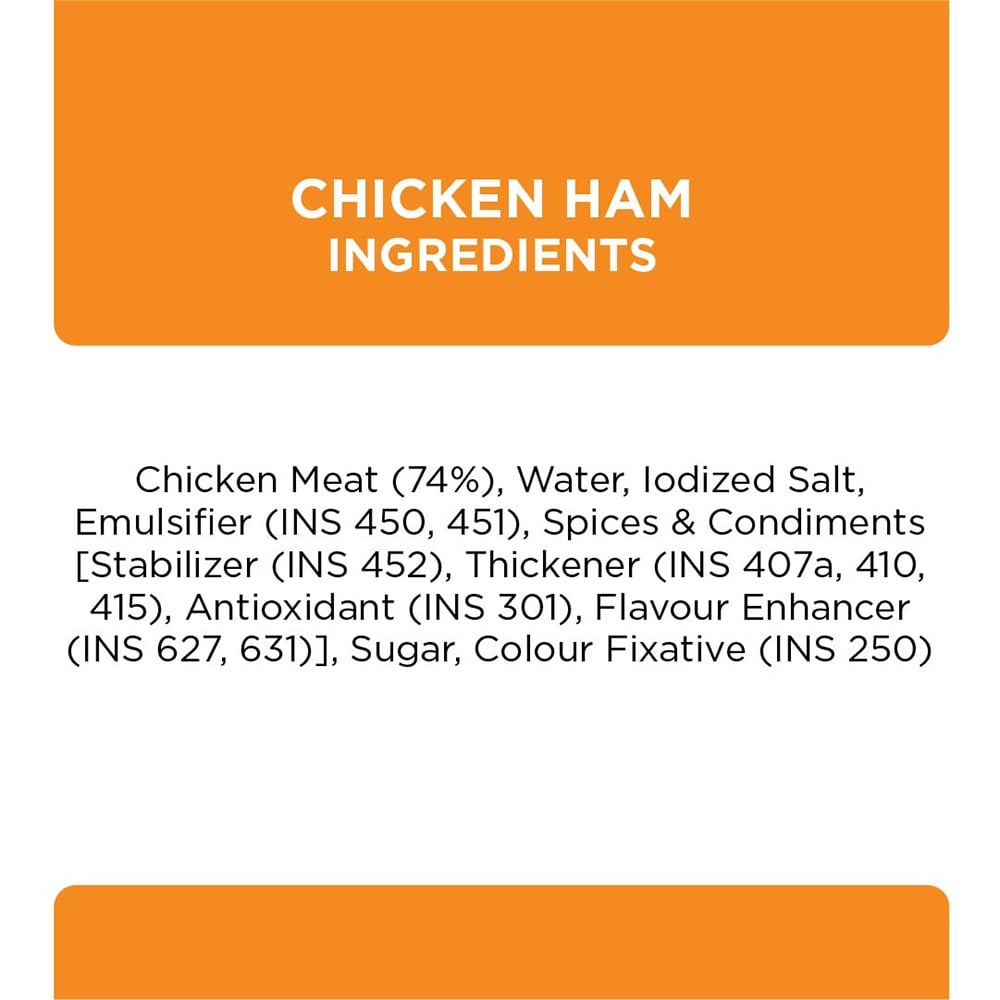 CHICKEN HAM
INGREDIENTS
Chicken Meat (74%), Water, Iodized Salt,
Emulsifier (INS 450, 451), Spices & Condiments
[Stabilizer (INS 452), Thickener (INS 407a, 410,
415), Antioxidant (INS 301), Flavour Enhancer
(INS 627, 631)], Sugar, Colour Fixative (INS 250)